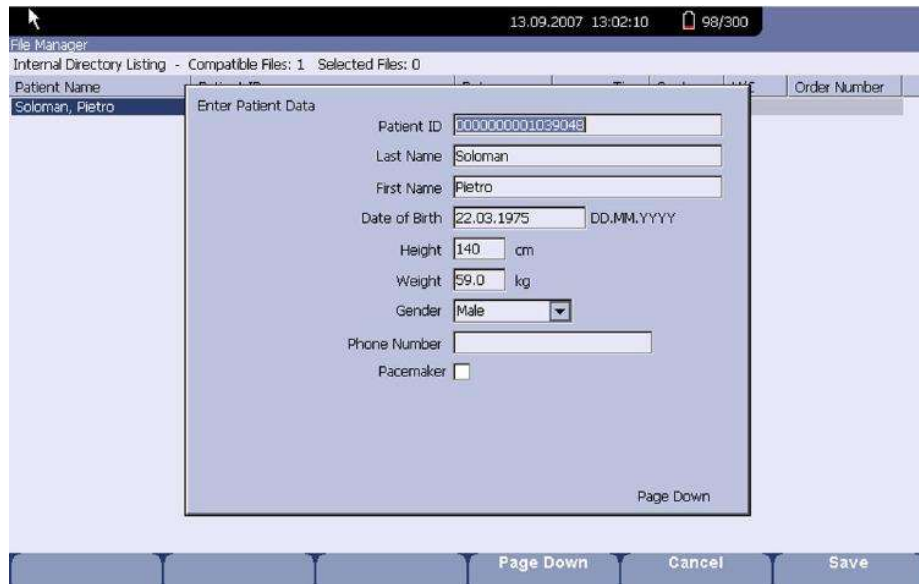 13.09.2007 13:02:10 98/300
File Manager
Internal Directory Listing - Compatible Files: 1 Selected Files: 0
Patient Name Order Number
Soloman, Pietro
Enter Patient Data
Patient ID 0000000001039048
Last Name Soloman
First Name Pietro
Date of Birth 22.03.1975 DD.MM.YYYY
Height 140 cm
Weight 59.0 kg
Gender Male
Phone Number
Pacemaker
Page Down
Page Down Cancel Save